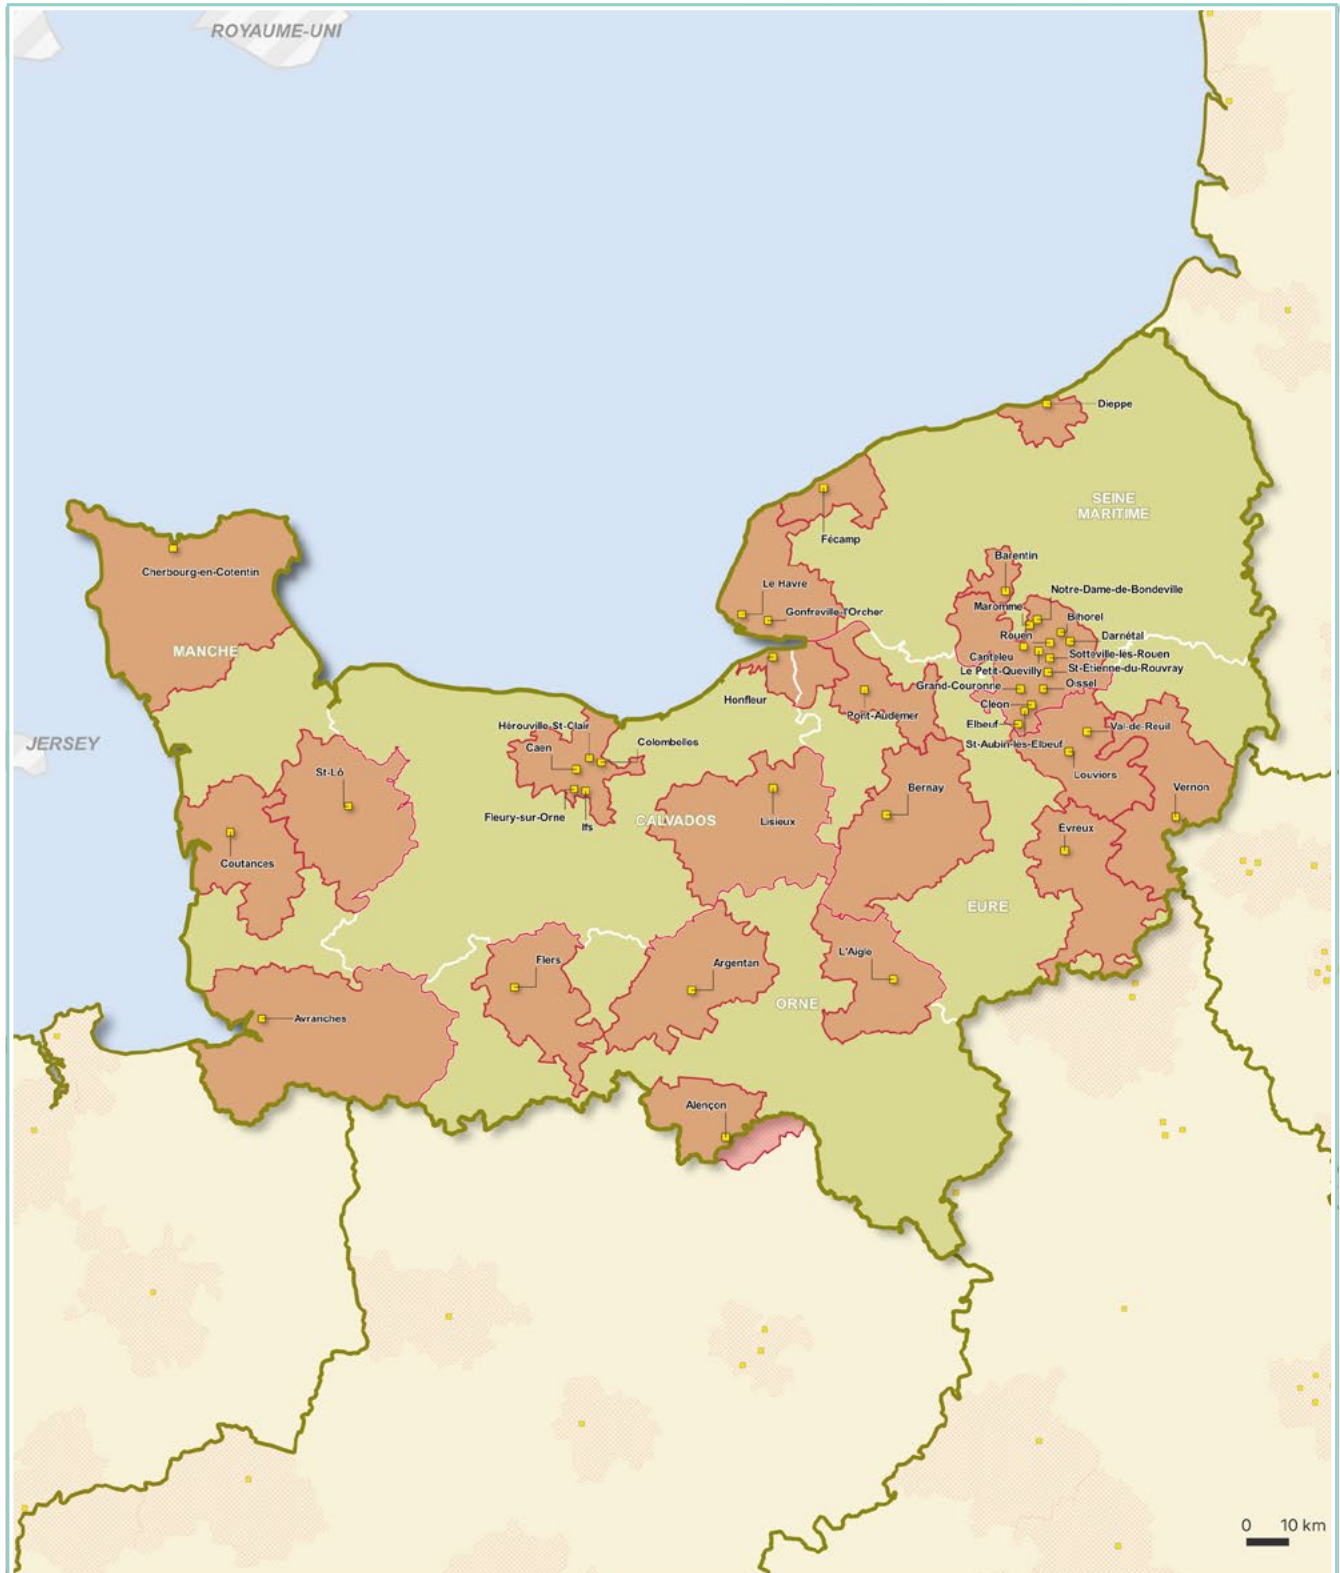 ROYAUME-UNI
Dieppe
SEINE
MARITIME
Fécamp
Barentin
Cherbourg-en-Cotentin
Le Havre
Notre-Dame-de-Bondeville
Maromme
Gonfreville-l'Orcher
Bihorel
Rouen
Darnétal
MANCHE
Canteleu
Sotteville-lès-Rouen
Le Petit-Quevilly
St-Etienne-du-Rouvray
Grand-Couronne
Oissel
Honfleur
Cléon
Pont-Audemer
Hérouville-St-Clair
Elbeuf
Val-de-Reuil
JERSEY
Caen
Colombelles
St-Aubin-lès-Elbeuf
St-Lô
Louviors
Bernay
Vernon
Fleury-sur-Orne
CALVADOS
Lisieux
Ifs
Évreux
Coutances
EURE
L'Aigle
Flers
Argentan
ORNE
Avranches
Alençon
0 10 km